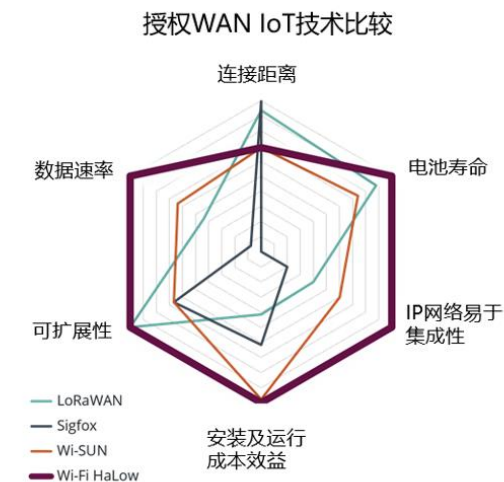 授权WAN IoT技术比较
连接距离
数据速率
电池寿命
可扩展性
IP网络易于
集成性
安装及运行
成本效益
LoRaWAN
Sigfox
Wi-SUN
Wi-Fi HaLow